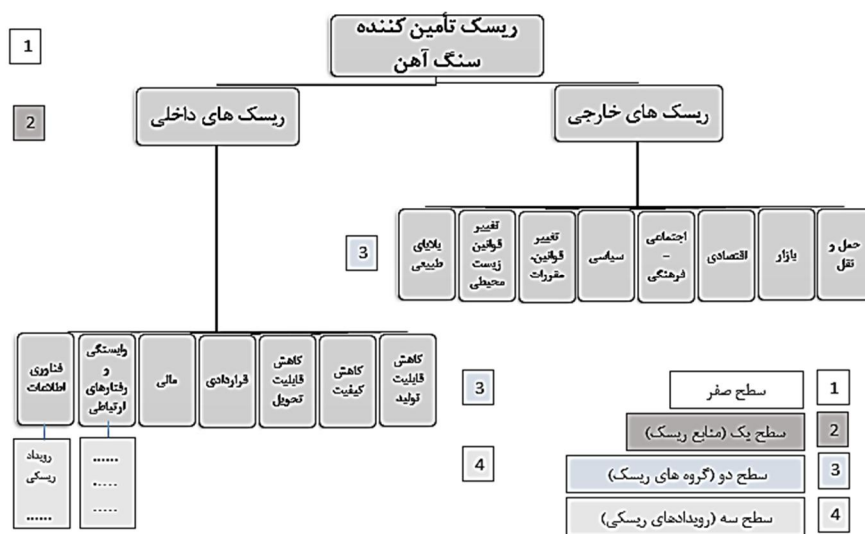 ریسک تأمین کننده
سنگ آهن
1
2
ریسک های خارجی
ریسک های داخلی
حمل و
نقل
بازار
اقتصادی
اجتماعی
–
فرهنگی
سیاسی
تغییر
قوانین،
مقررات
تغییر
قوانین
زیست
محیطی
بلایای
طبیعی
3
کاهش
قابلیت
تولید
کاهش
کیفیت
کاهش
قابلیت
تحویل
قراردادی
مالی
وابستگی
و
رفتارهای
ارتباطی
فناوری
اطلاعات
3
4
......
.....
.....
رویداد
ریسکی
......
1 سطح صفر
2 سطح یک (منابع ریسک)
3 سطح دو (گروه های ریسک)
4 سطح سه (رویدادهای ریسکی)